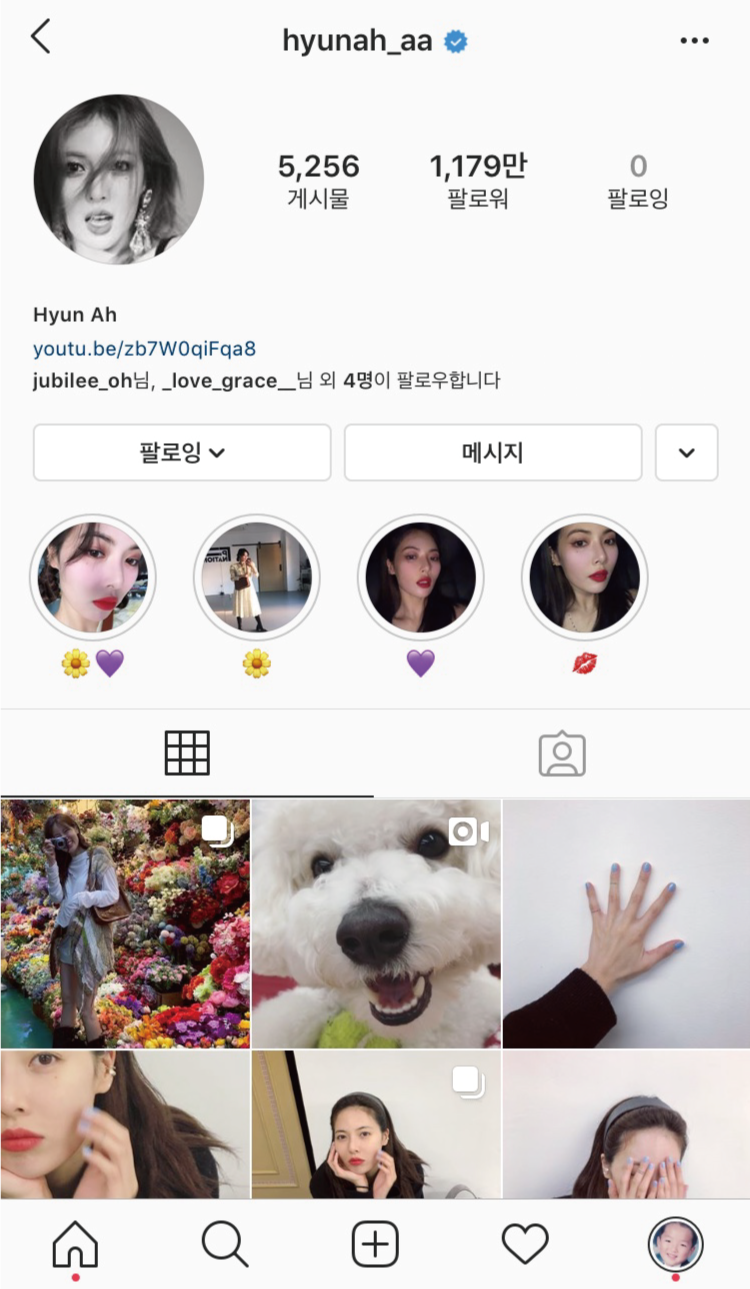 hyunah_aa
5,256 1,179만 0
게시물 팔로워 팔로잉
Hyun Ah
youtu.be/zb7W0qiFqa8
jubilee_oh님, _love_grace__님 외 4명이 팔로우합니다
팔로잉 메시지